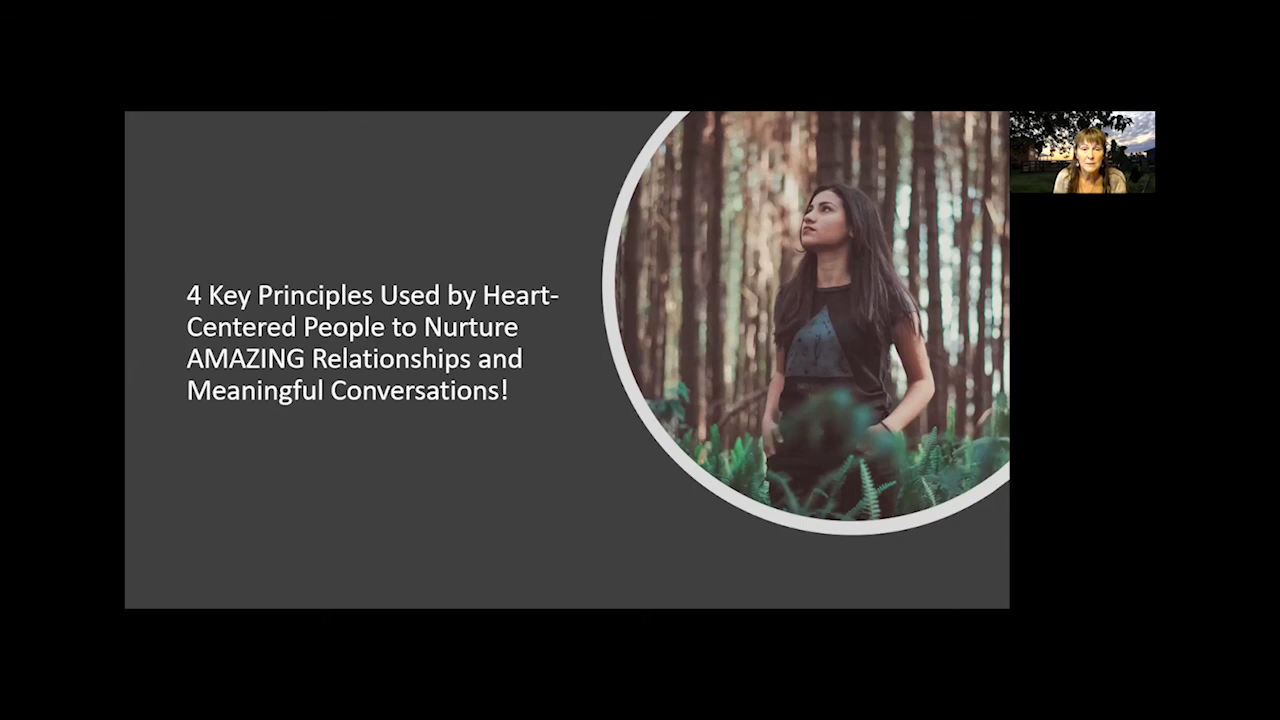 4 Key Principles Used by Heart-
Centered People to Nurture
AMAZING Relationships and
Meaningful Conversations!